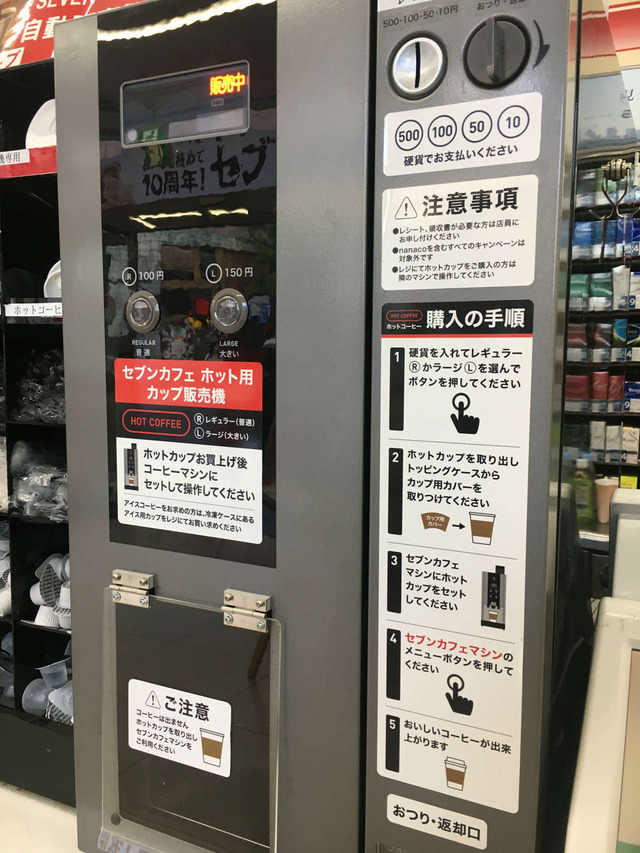 SEVEN
自動
販売中
初めて
10周年!
セブ
機専用
ホットコーヒ
R 100円
L 150円
REGULAR
普通
LARGE
大きい
セブンカフェ ホット用
カップ販売機
HOT COFFEE
Ⓡレギュラー(普通)
Ⓛラージ(大きい)
ホットカップお買上げ後
コーヒーマシンに
セットして操作してください
アイスコーヒーをお求めの方は、冷凍ケースにある
アイス用カップをレジにてお買い求めください
ご注意
コーヒーは出ません
ホットカップを取り出し
セブンカフェマシンを
ご利用ください
500・100・50・10円
おつり・返却
500 100 50 10
硬貨でお支払いください
注意事項
●レシート、領収書が必要な方は店員に
お申し付けください
●nanacoを含むすべてのキャンペーンは
対象外です
●レジにてホットカップをご購入の方は
隣のマシンで操作してください
HOT COFFEE
ホットコーヒー
購入の手順
1
硬貨を入れてレギュラー
Ⓡかラージ Ⓛを選んで
ボタンを押してください
2
ホットカップを取り出し
トッピングケースから
カップ用カバーを
取りつけてください
カップ用
カバー
3
セブンカフェ
マシンにホット
カップをセット
してください
4
セブンカフェマシンの
メニューボタンを押して
ください
5
おいしいコーヒーが出来
上がります
おつり・返却口